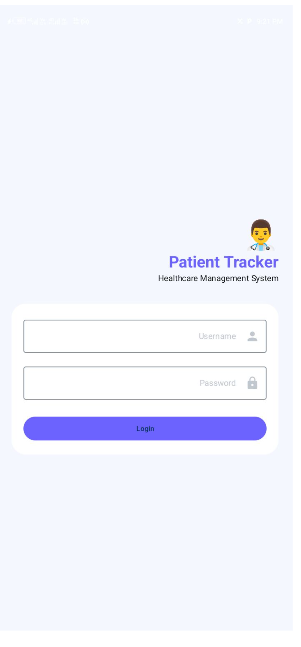 Patient Tracker
Healthcare Management System
Username
Password
Login